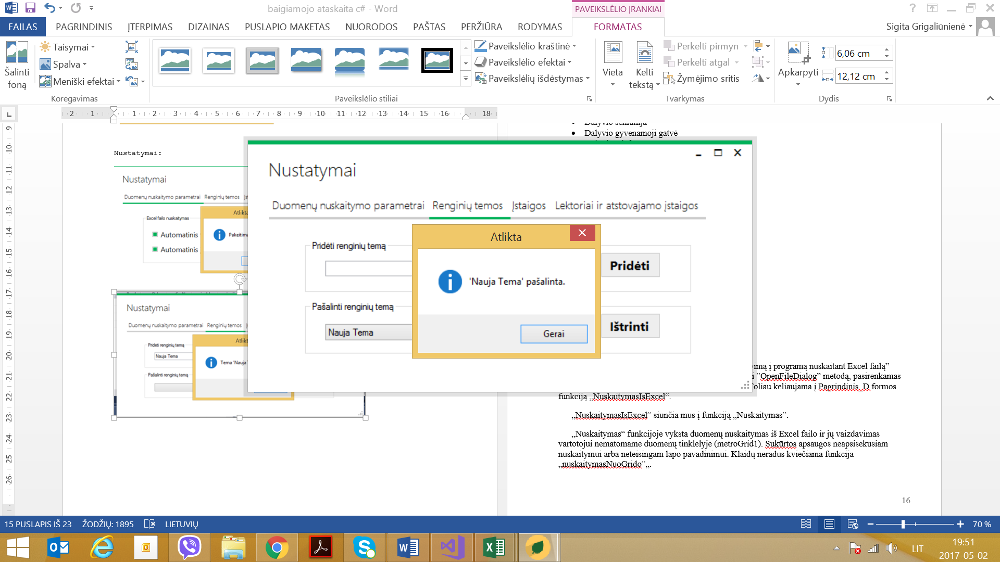 baigiamojo ataskaita c# - Word
PAVEIKSLĖLIO ĮRANKIAI
FAILAS PAGRINDINIS ĮTERPIMAS DIZAINAS PUSLAPIO MAKETAS NUORODOS PAŠTAS PERŽIŪRA RODYMAS FORMATAS
Sigita Grigaliūnienė
Šalinti foną
Taisymai
Spalva
Meniški efektai
Koregavimas
Paveikslėlio kraštinė
Paveikslėlio efektai
Paveikslėlių išdėstymas
Paveikslėlio stiliai
Vieta
Kelti tekstą
Perkelti pirmyn
Perkelti atgal
Žymėjimo sritis
Tvarkymas
Apkarpyti
6,06 cm
12,12 cm
Dydis
2 1 1 2 3 4 5 6 7 8 9 10 11 12 13 14 15 16 18
9 10 11 12 13 14 15 16 17 18 19 20 21 22 23 24 25 26
Nustatymai:
Nustatymai
Duomenų nuskaitymo parametrai Renginių temos
Excel failo nuskaitymas
Automatinis
Automatinis
Nustatymai
Duomenų nuskaitymo parametrai Renginių temos
Pridėti renginių temą
Nauja Tema
Tema 'Nauja
Pašalinti renginių temą
Nustatymai
Duomenų nuskaitymo parametrai Renginių temos Įstaigos Lektoriai ir atstovajamo įstaigos
Pridėti renginių temą
Pridėti
Pašalinti renginių temą
Nauja Tema
Ištrinti
Atlikta
'Nauja Tema' pašalinta.
Gerai
• Dalyvio gyvenamoji gatvė
į programą nuskaitant Excel failą”
“OpenFileDialog” metodą, pasirenkamas
keliaujama į Pagrindinis_D formos
funkciją „NuskaitymasIsExcel“.
„NuskaitymasIsExcel“ siunčia mus į funkciją „Nuskaitymas“.
„Nuskaitymas“ funkcijoje vyksta duomenų nuskaitymas iš Excel failo ir jų vaizdavimas
vartotojui nematomame duomenų tinklelyje (metroGrid1). Sukūrtos apsaugos neapsisekusiam
nuskaitymui arba neteisingam lapo pavadinimui. Klaidų neradus kviečiama funkcija
„nuskaitymasNuoGrido“„.
16
15 PUSLAPIS IŠ 23 ŽODŽIŲ: 1895 LIETUVIŲ
70 %
LIT
19:51
2017-05-02